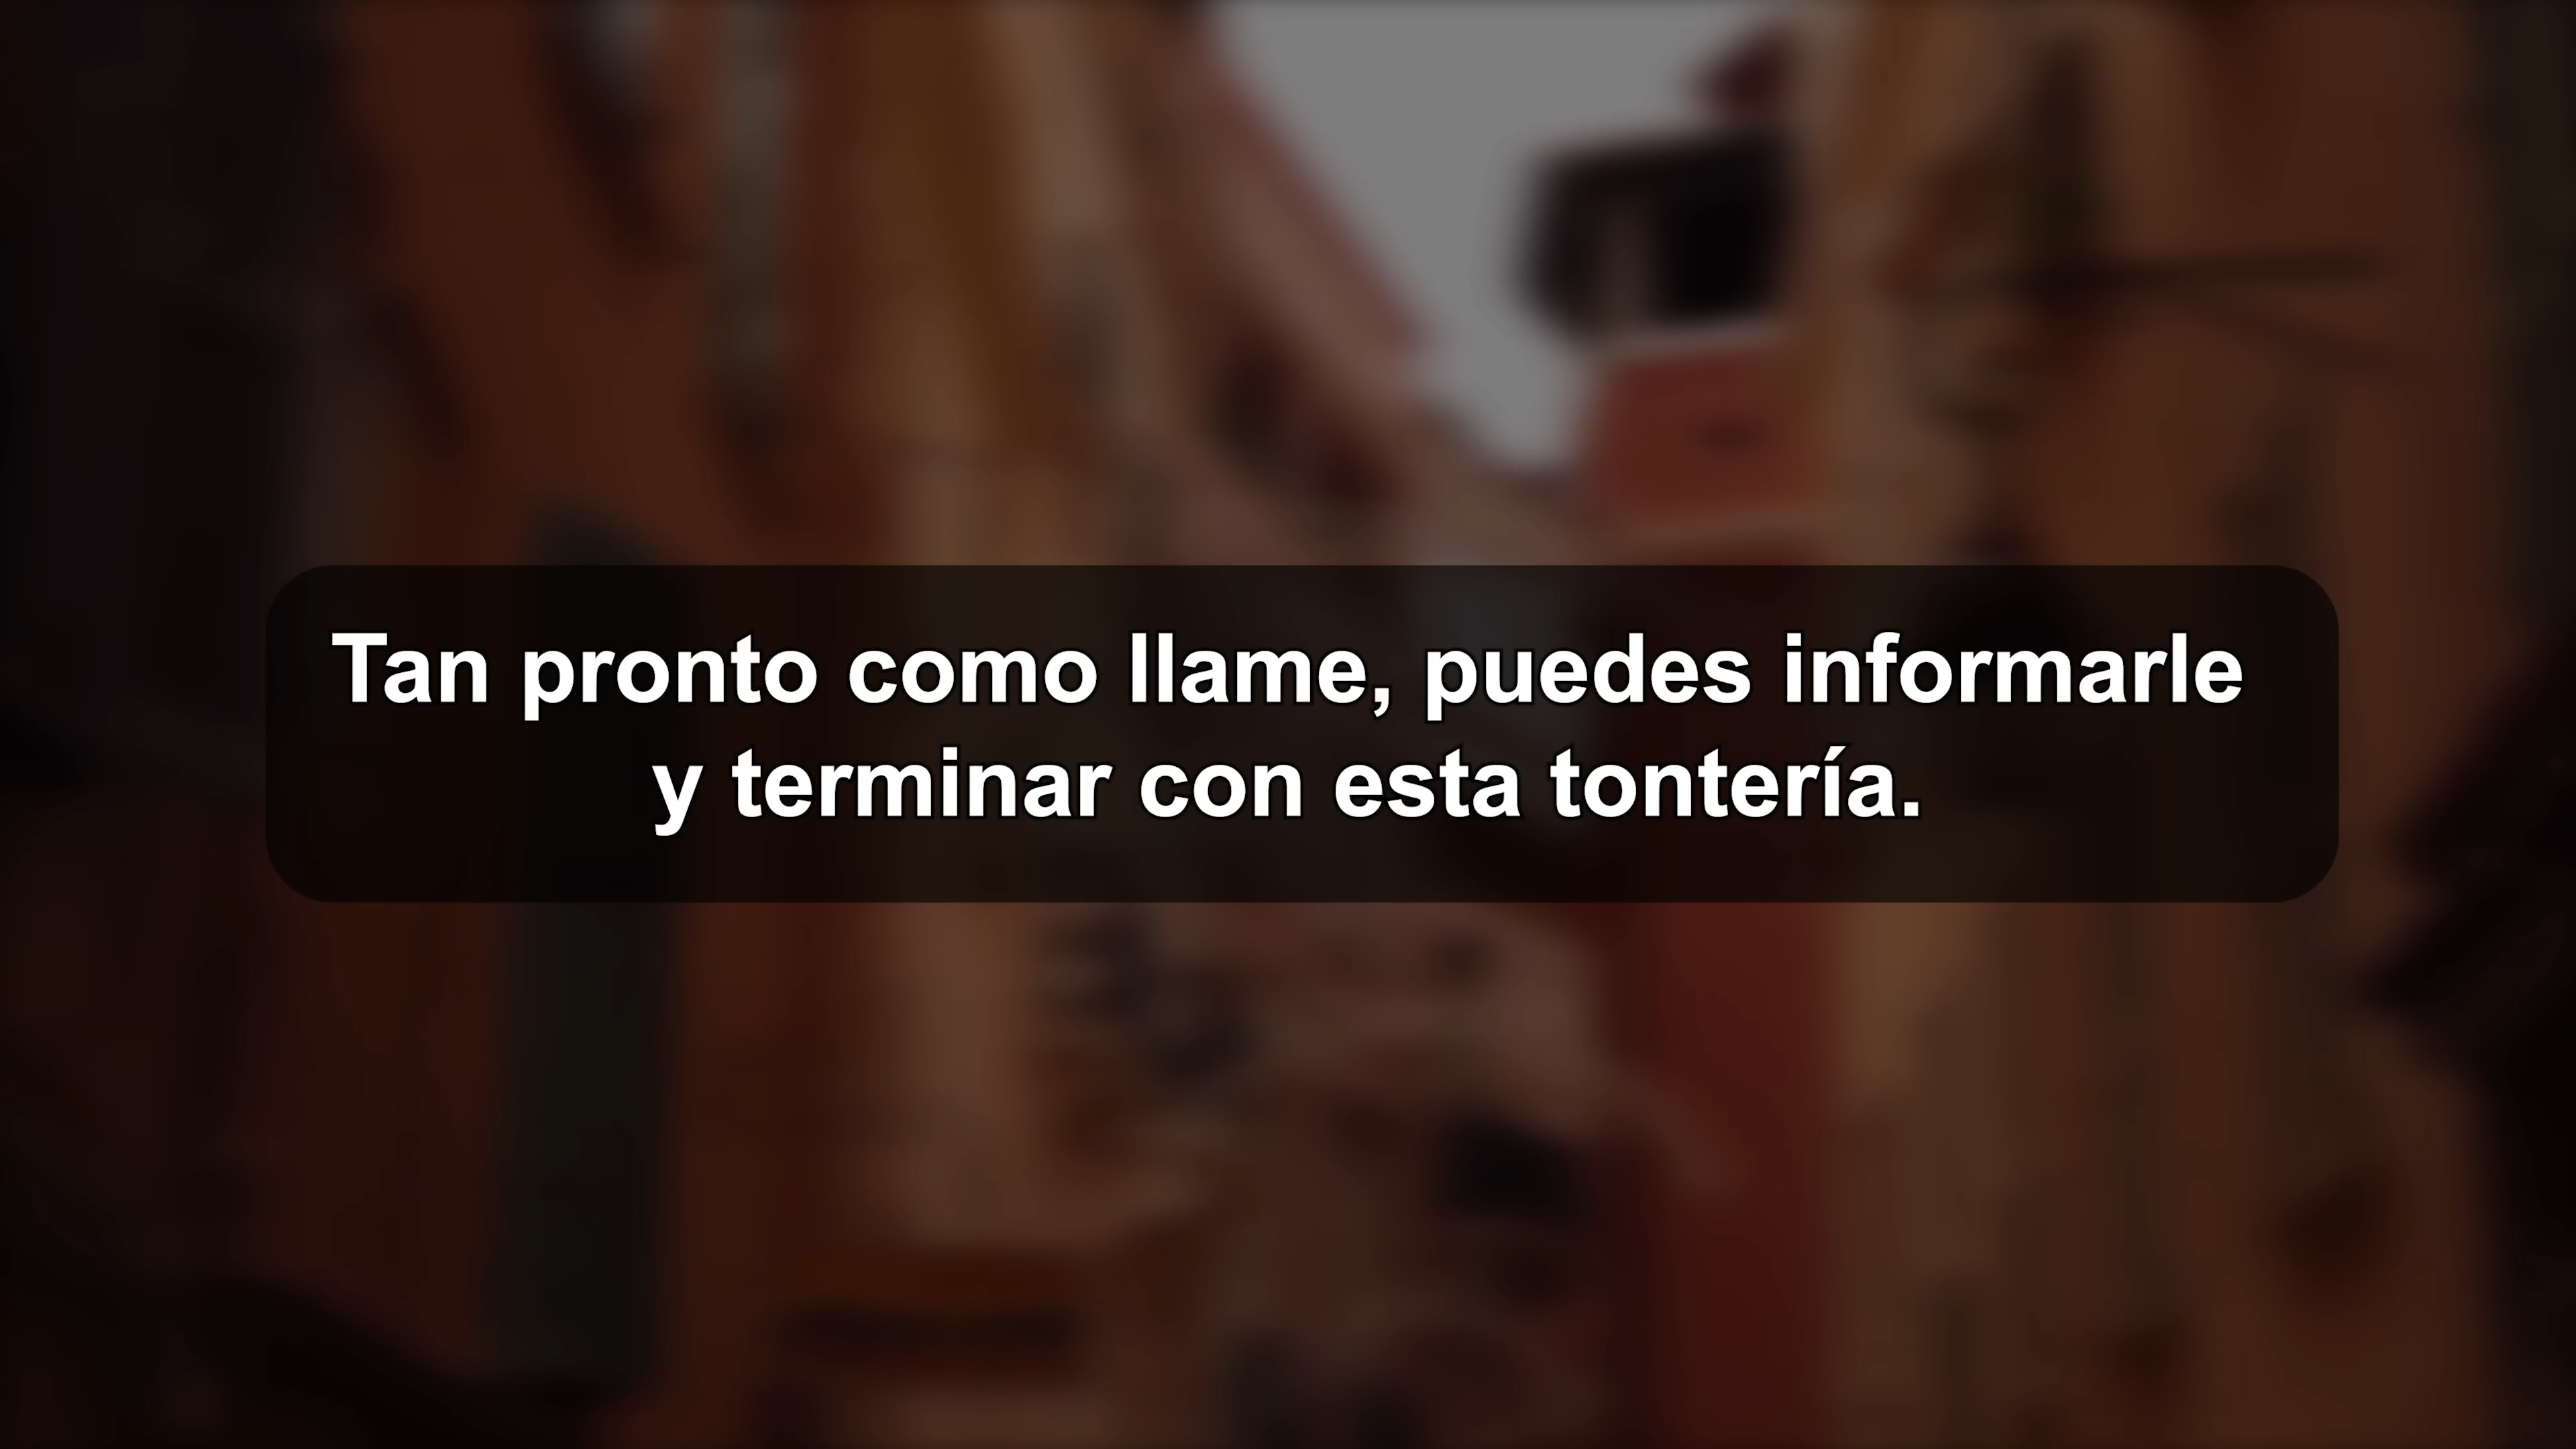 Tan pronto como llame, puedes informarle
y terminar con esta tontería.